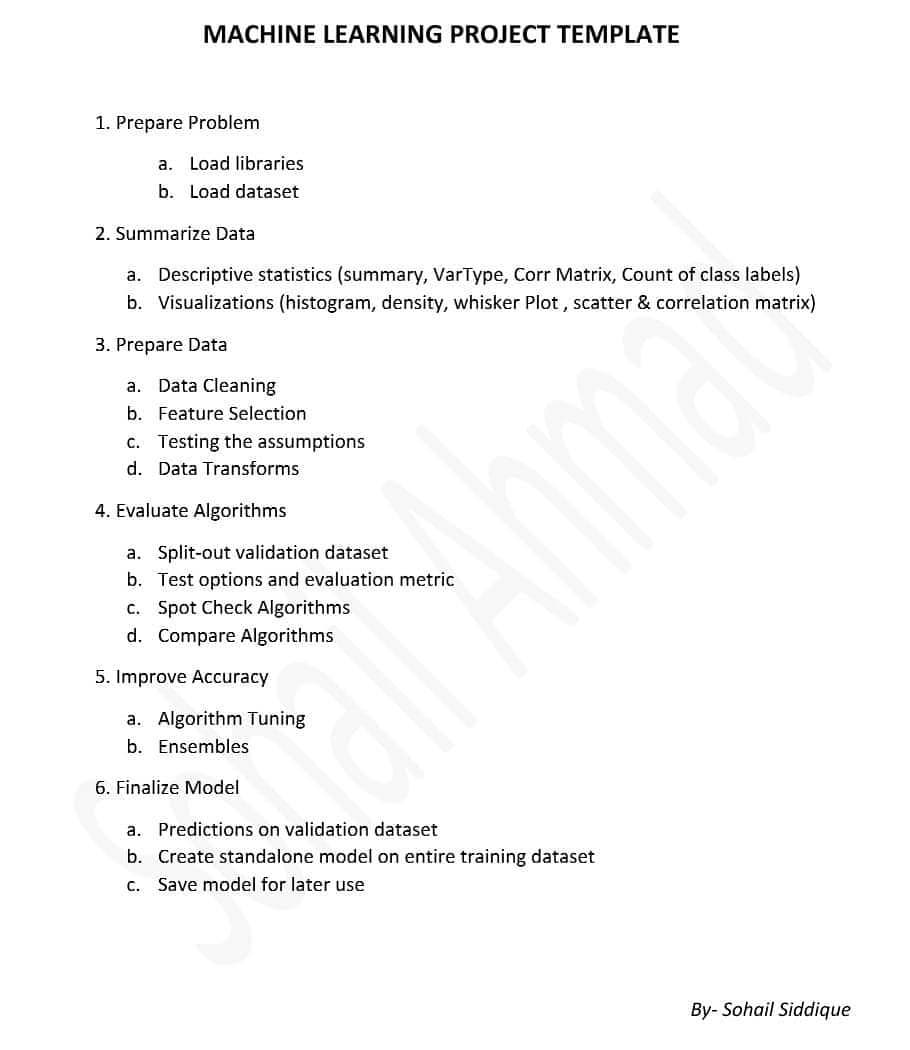 MACHINE LEARNING PROJECT TEMPLATE
1. Prepare Problem
a. Load libraries
b. Load dataset
2. Summarize Data
a. Descriptive statistics (summary, VarType, Corr Matrix, Count of class labels)
b. Visualizations (histogram, density, whisker Plot , scatter & correlation matrix)
3. Prepare Data
a. Data Cleaning
b. Feature Selection
c. Testing the assumptions
d. Data Transforms
4. Evaluate Algorithms
a. Split-out validation dataset
b. Test options and evaluation metric
c. Spot Check Algorithms
d. Compare Algorithms
5. Improve Accuracy
a. Algorithm Tuning
b. Ensembles
6. Finalize Model
a. Predictions on validation dataset
b. Create standalone model on entire training dataset
c. Save model for later use
By- Sohail Siddique
Sohail Ahmad